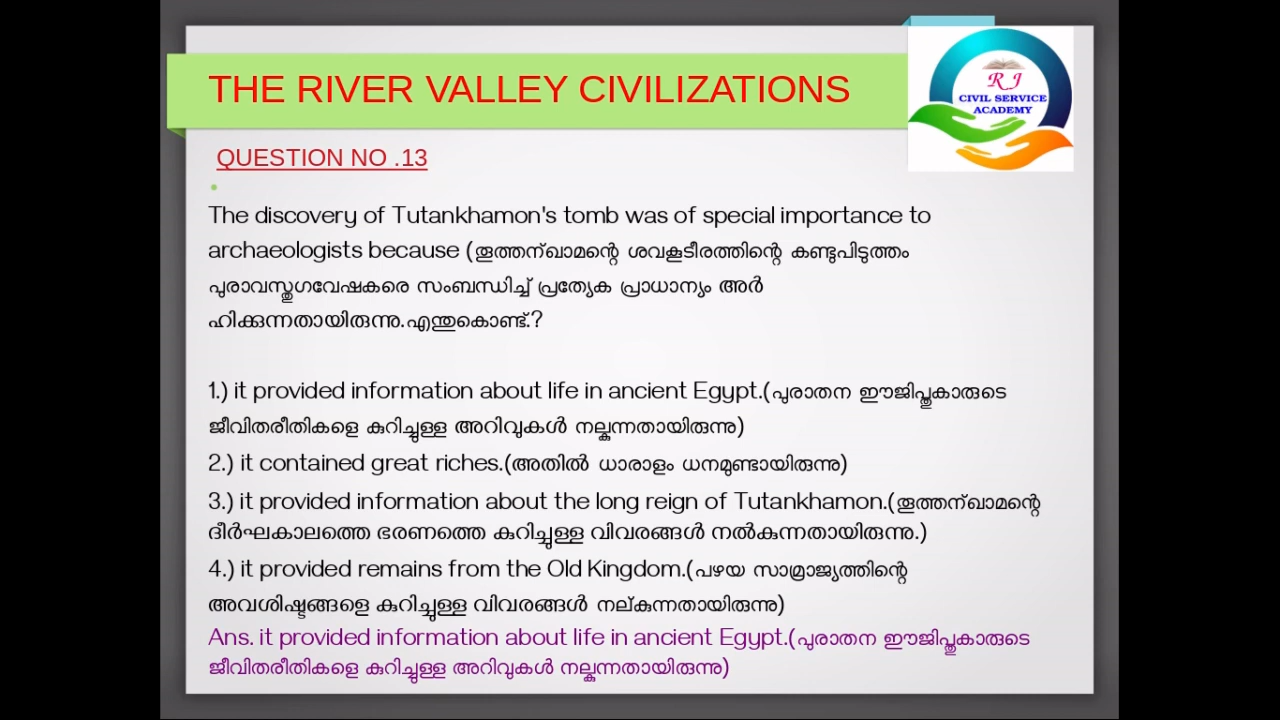 THE RIVER VALLEY CIVILIZATIONS
R J
CIVIL SERVICE
ACADEMY
QUESTION NO .13
The discovery of Tutankhamon's tomb was of special importance to
archaeologists because (തൂത്തന്ഖാമന്റെ ശവകൂടീരത്തിന്റെ കണ്ടുപിടുത്തം
പുരാവസ്തുഗവേഷകരെ സംബന്ധിച്ച് പ്രത്യേക പ്രാധാന്യം അർ
ഹിക്കുന്നതായിരുന്നു.എന്തുകൊണ്ട്.?
1.) it provided information about life in ancient Egypt.(പുരാതന ഈജിപ്തുകാരുടെ
ജീവിതരീതികളെ കുറിച്ചുള്ള അറിവുകൾ നല്കുന്നതായിരുന്നു)
2.) it contained great riches.(അതിൽ ധാരാളം ധനമുണ്ടായിരുന്നു)
3.) it provided information about the long reign of Tutankhamon.(തൂത്തന്ഖാമന്റെ
ദീർഘകാലത്തെ ഭരണത്തെ കുറിച്ചുള്ള വിവരങ്ങൾ നൽകുന്നതായിരുന്നു.)
4.) it provided remains from the Old Kingdom.(പഴയ സാമ്രാജ്യത്തിന്റെ
അവശിഷ്ടങ്ങളെ കുറിച്ചുള്ള വിവരങ്ങൾ നല്കുന്നതായിരുന്നു)
Ans. it provided information about life in ancient Egypt.(പുരാതന ഈജിപ്തുകാരുടെ
ജീവിതരീതികളെ കുറിച്ചുള്ള അറിവുകൾ നല്കുന്നതായിരുന്നു)